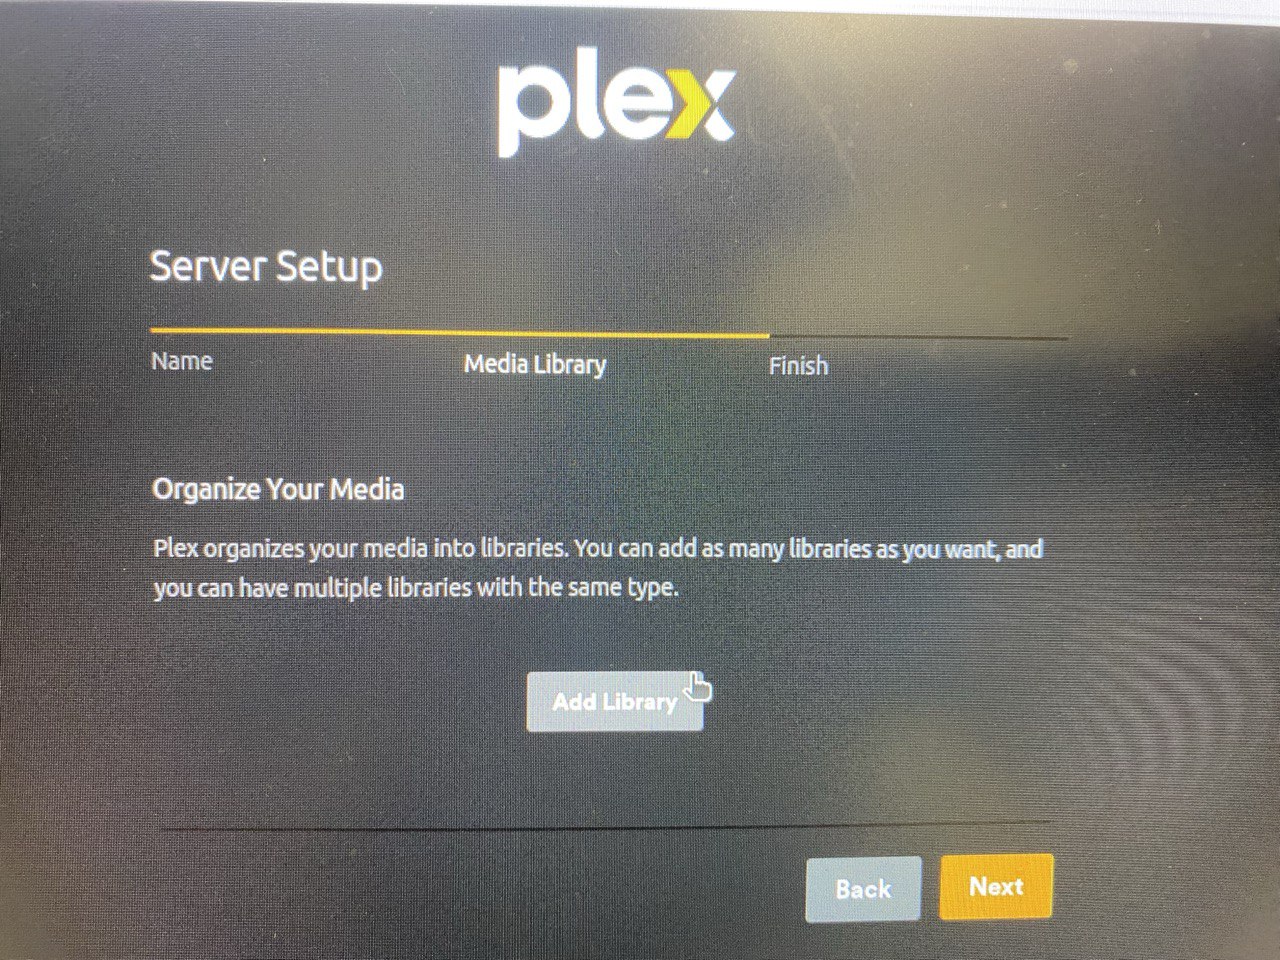 plex
Server Setup
Name Media Library Finish
Organize Your Media
Plex organizes your media into libraries. You can add as many libraries as you want, and
you can have multiple libraries with the same type.
Add Library
Back Next